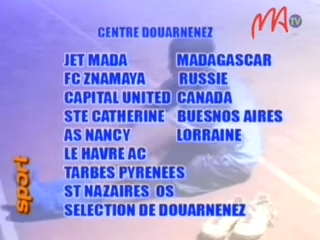 CENTRE DOUARNENEZ
MA TV
JET MADA MADAGASCAR
FC ZNAMAYA RUSSIE
CAPITAL UNITED CANADA
STE CATHERINE BUESNOS AIRES
AS NANCY LORRAINE
LE HAVRE AC
TARBES PYRENEES
ST NAZAIRES OS
SELECTION DE DOUARNENEZ
sport